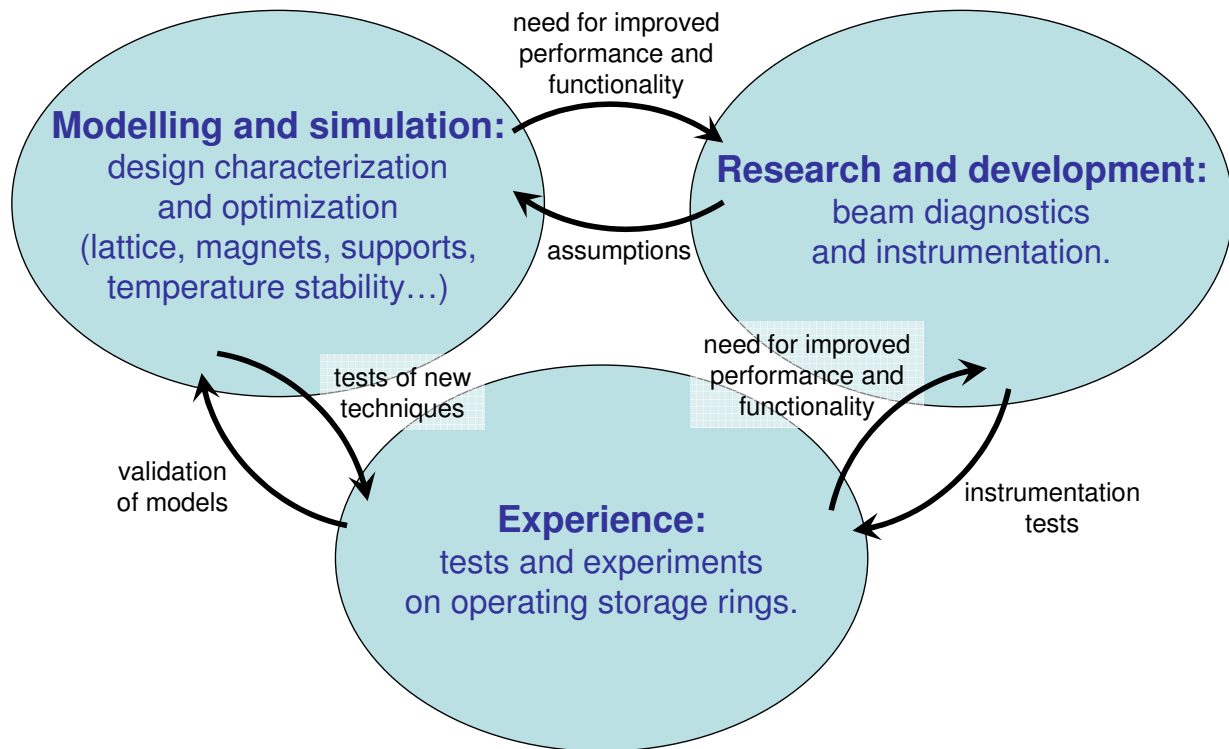 need for improved
performance and
functionality
Modelling and simulation:
design characterization
and optimization
(lattice, magnets, supports,
temperature stability…)
Research and development:
beam diagnostics
and instrumentation.
assumptions
tests of new
techniques
need for improved
performance and
functionality
validation
of models
instrumentation
tests
Experience:
tests and experiments
on operating storage rings.